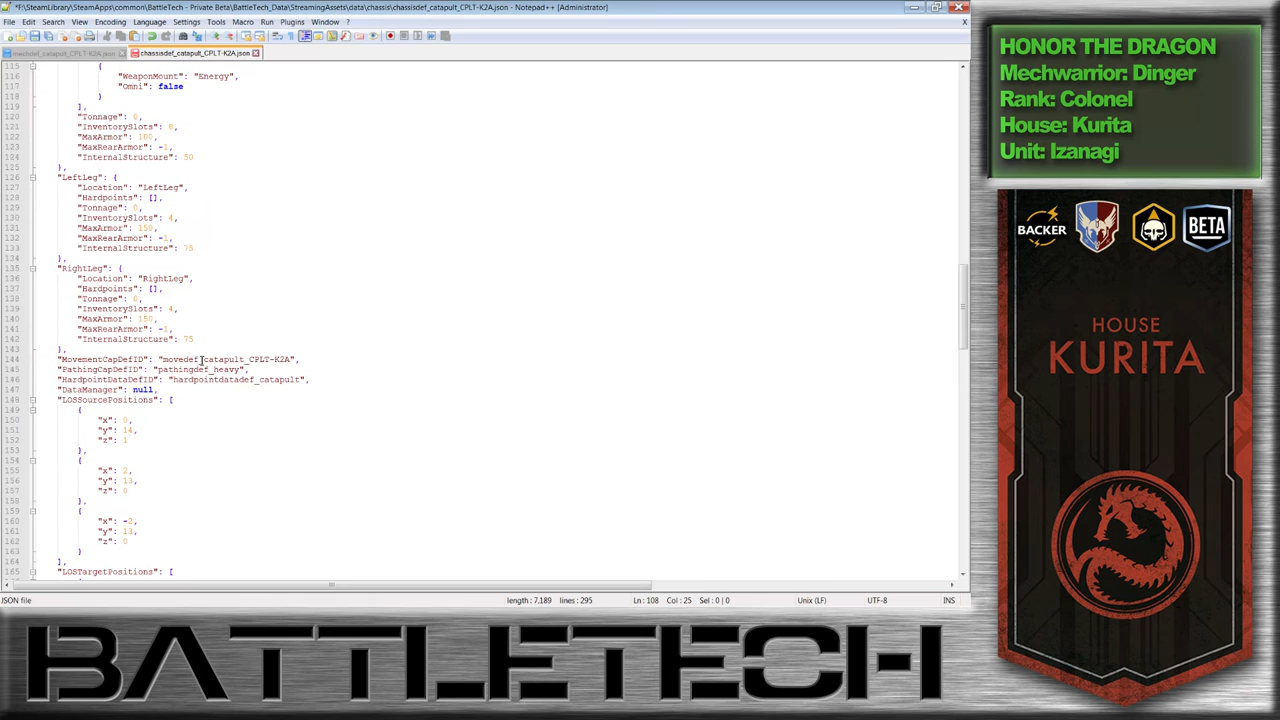 *F:\SteamLibrary\SteamApps\common\BattleTech - Private Beta\BattleTech_Data\StreamingAssets\data\chassis\chassisdef_catapult_CPLT-K2A.json - Notepad++ [Administrator]
File Edit Search View Encoding Language Settings Tools Macro Run Plugins Window ? X
mechdef_catapult_CPLT-K2A.json chassisdef_catapult_CPLT-K2A.json
{
"WeaponMount": "Energy",
"Omni": false
],
"Tonnage": 0,
"InventorySlots": 8,
"MaxArmor": 100,
"MaxRearArmor": -1,
"InternalStructure": 50
},
"LeftLeg": {
"Location": "LeftLeg",
"Hardpoints": [],
"Tonnage": 0,
"InventorySlots": 4,
"MaxArmor": 150,
"MaxRearArmor": -1,
"InternalStructure": 75
},
"RightLeg": {
"Location": "RightLeg",
"Hardpoints": [],
"Tonnage": 0,
"InventorySlots": 4,
"MaxArmor": 150,
"MaxRearArmor": -1,
"InternalStructure": 75
},
"MovementCapDefID": "movedef_catapult_CPLT-K2A",
"PathingCapDefID": "pathingdef_heavy",
"HardpointDataDefID": "hardpointdatadef_catapult",
"DataManager": null,
"LOSSourcePositions": [
{
"x": 0,
"y": 14,
"z": 1
}
{
"x": 2,
"y": 13,
"z": 0
},
{
"x": -2,
"y": 13,
"z": 0
}
],
"LOSTargetPositions": [
JSON file length : 7,189 lines : 295 Ln : 108 Col : 25 Sel : 0 | 0 Unix (LF) UTF-8 INS
HONOR THE DRAGON
Mechwarrior: Dinger
Rank: Colonel
House: Kurita
Unit: Izanagi
BACKER
BETA
HOUSE
KURITA
BATTLETECH